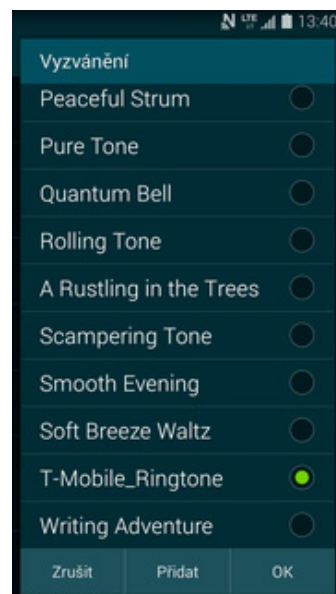 LTE 13:40
Vyzvánění
Peaceful Strum
Pure Tone
Quantum Bell
Rolling Tone
A Rustling in the Trees
Scampering Tone
Smooth Evening
Soft Breeze Waltz
T-Mobile_Ringtone
Writing Adventure
Zrušit Přidat OK